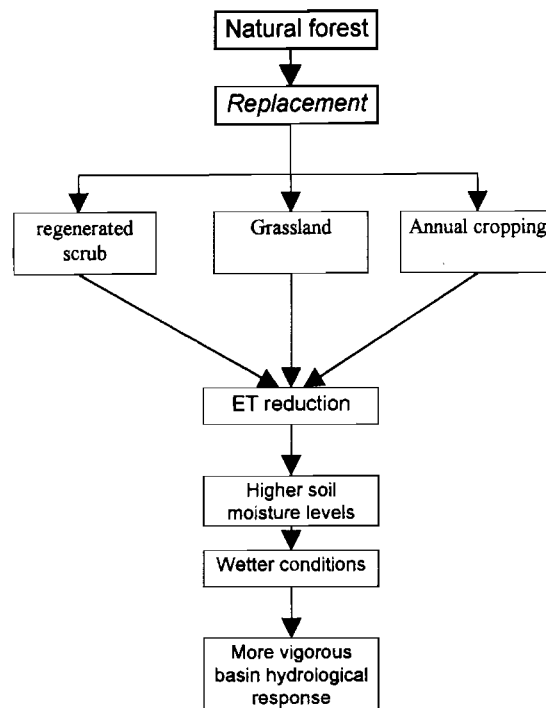 Natural forest
Replacement
regenerated
scrub
Grassland
Annual cropping
ET reduction
Higher soil
moisture levels
Wetter conditions
More vigorous
basin hydrological
response